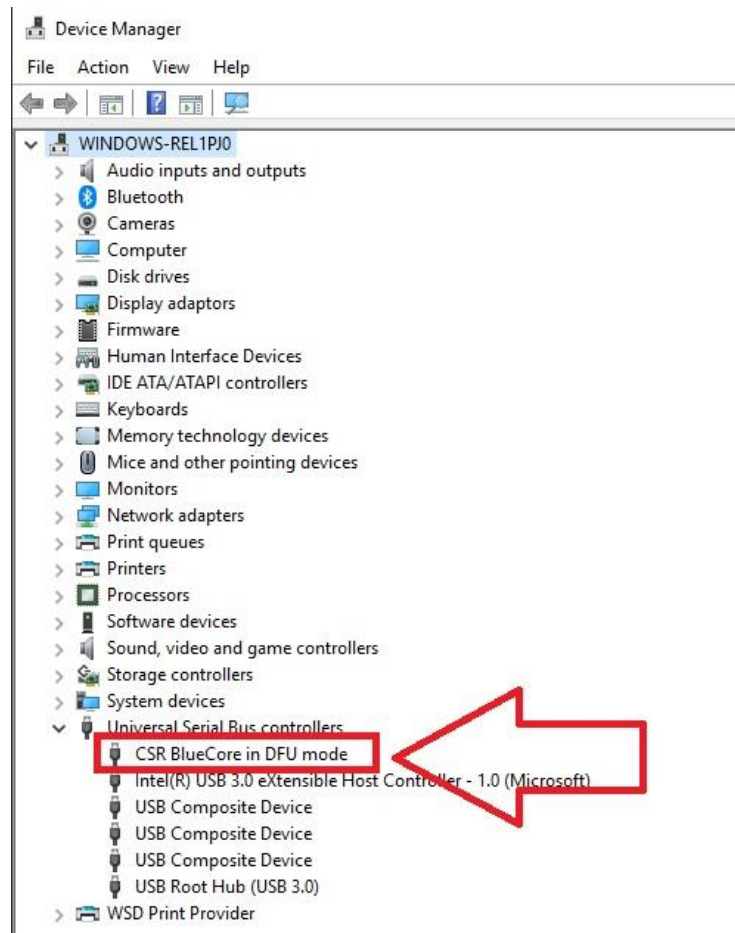 Device Manager
File Action View Help
WINDOWS-REL1PJ0
Audio inputs and outputs
Bluetooth
Cameras
Computer
Disk drives
Display adaptors
Firmware
Human Interface Devices
IDE ATA/ATAPI controllers
Keyboards
Memory technology devices
Mice and other pointing devices
Monitors
Network adapters
Print queues
Printers
Processors
Software devices
Sound, video and game controllers
Storage controllers
System devices
Universal Serial Bus controllers
CSR BlueCore in DFU mode
Intel(R) USB 3.0 eXtensible Host Controller - 1.0 (Microsoft)
USB Composite Device
USB Composite Device
USB Composite Device
USB Root Hub (USB 3.0)
WSD Print Provider